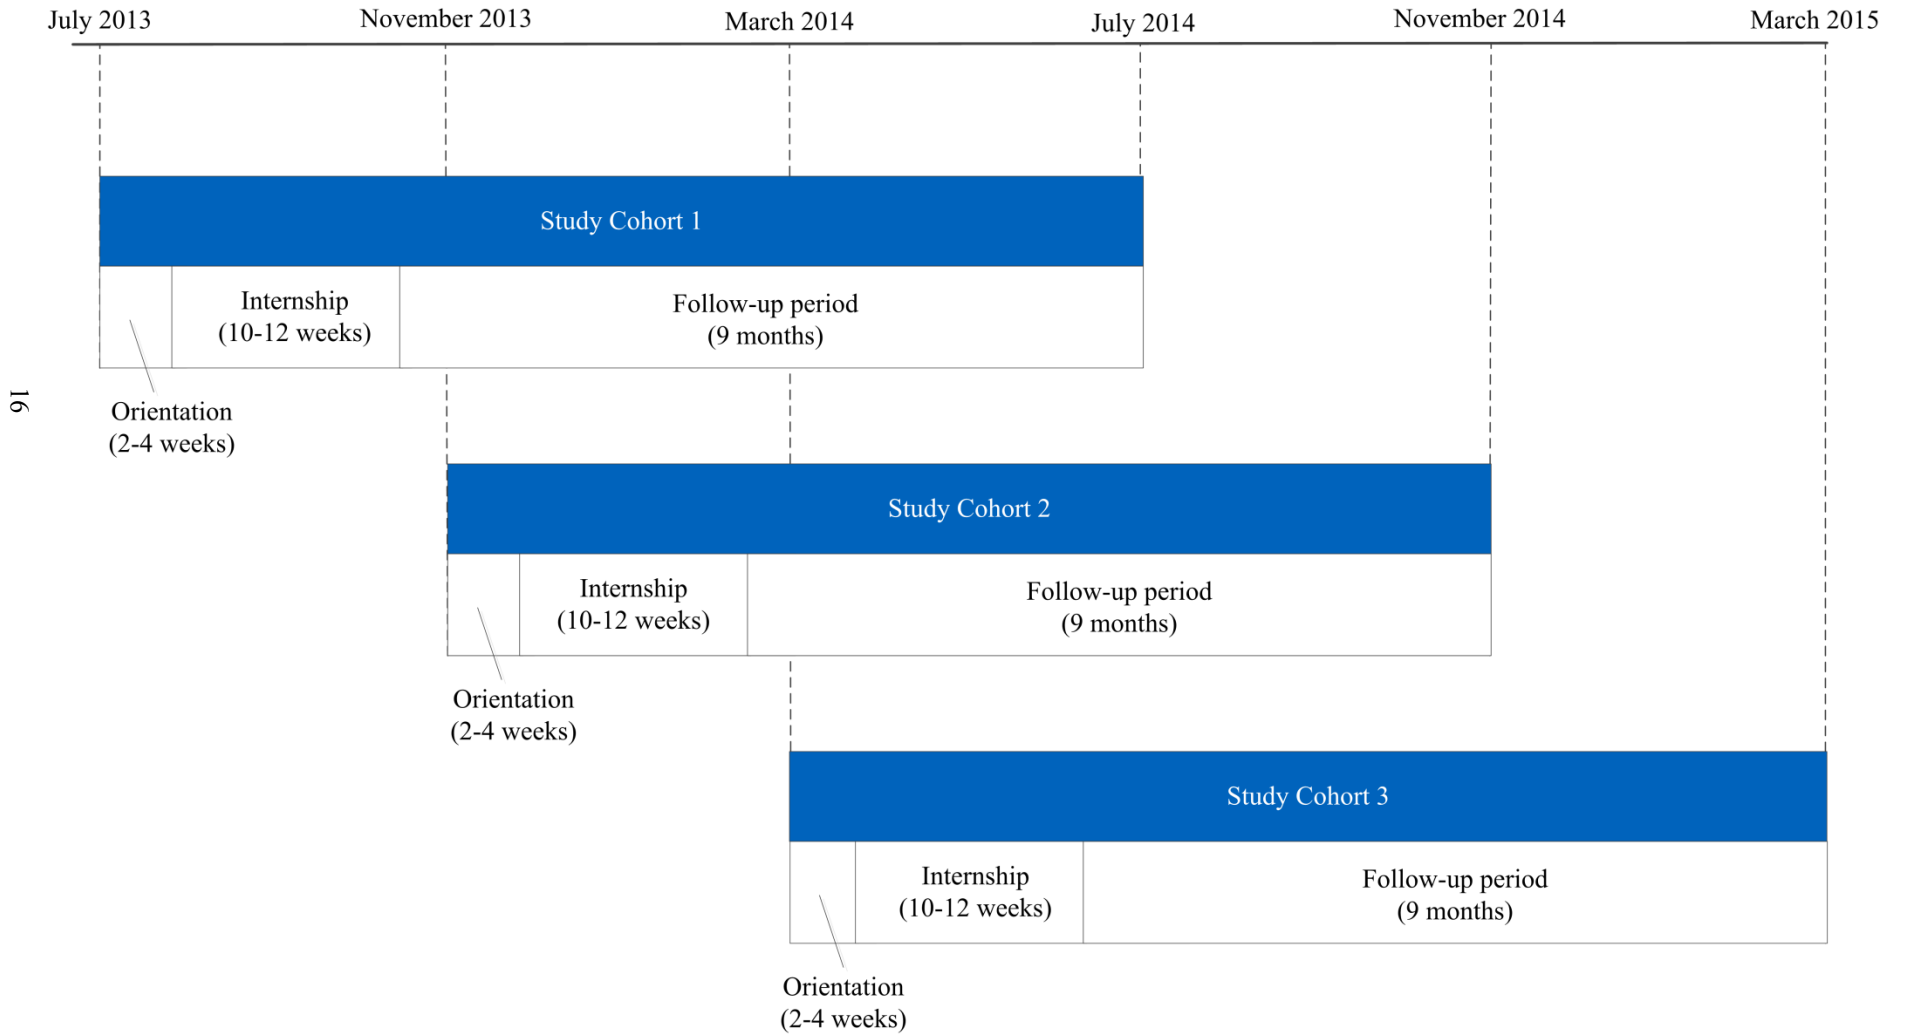 July 2013
November 2013
March 2014
July 2014
November 2014
March 2015
Study Cohort 1
Internship
(10-12 weeks)
Follow-up period
(9 months)
Orientation
(2-4 weeks)
16
Study Cohort 2
Internship
(10-12 weeks)
Follow-up period
(9 months)
Orientation
(2-4 weeks)
Study Cohort 3
Internship
(10-12 weeks)
Follow-up period
(9 months)
Orientation
(2-4 weeks)